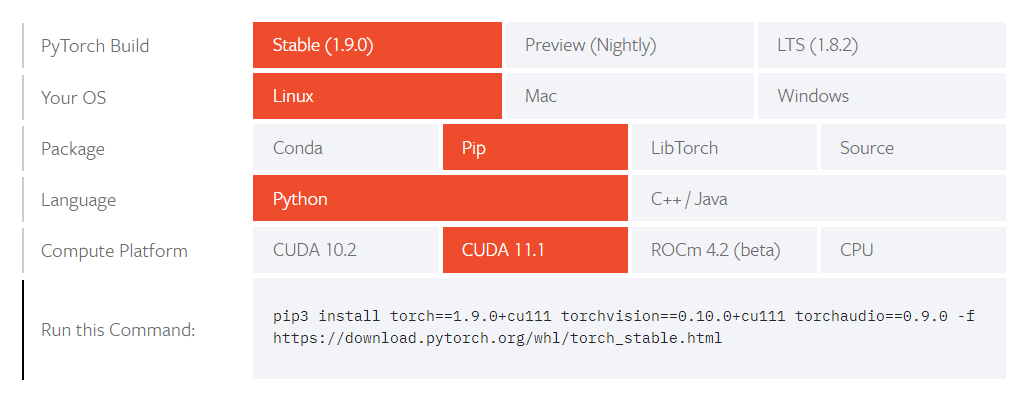 PyTorch Build
Stable (1.9.0)
Preview (Nightly)
LTS (1.8.2)
Your OS
Linux
Mac
Windows
Package
Conda
Pip
LibTorch
Source
Language
Python
C++ / Java
Compute Platform
CUDA 10.2
CUDA 11.1
ROCm 4.2 (beta)
CPU
Run this Command:
pip3 install torch==1.9.0+cu111 torchvision==0.10.0+cu111 torchaudio==0.9.0 -f
https://download.pytorch.org/whl/torch_stable.html